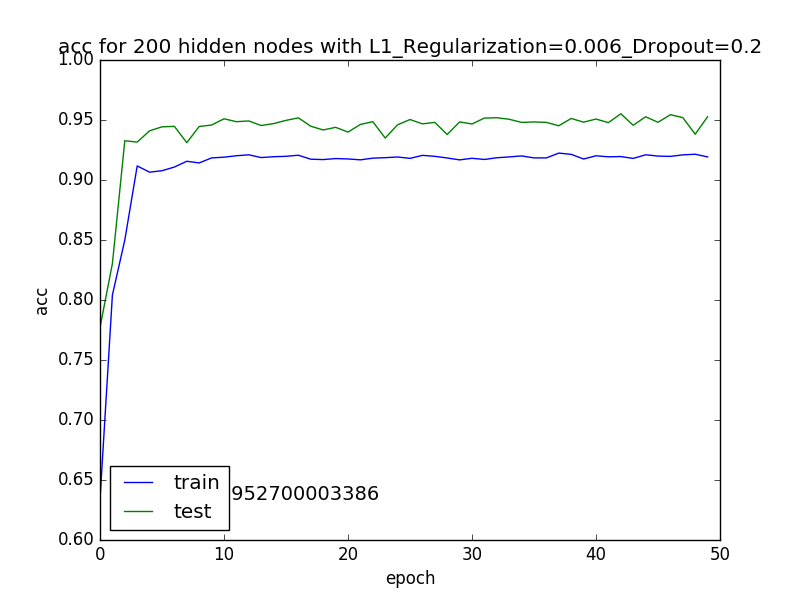 acc for 200 hidden nodes with L1_Regularization=0.006_Dropout=0.2
1.00
0.95
0.90
0.85
0.80
0.75
0.70
0.65
0.60
acc
train
952700003386
test
0 10 20 30 40 50
epoch